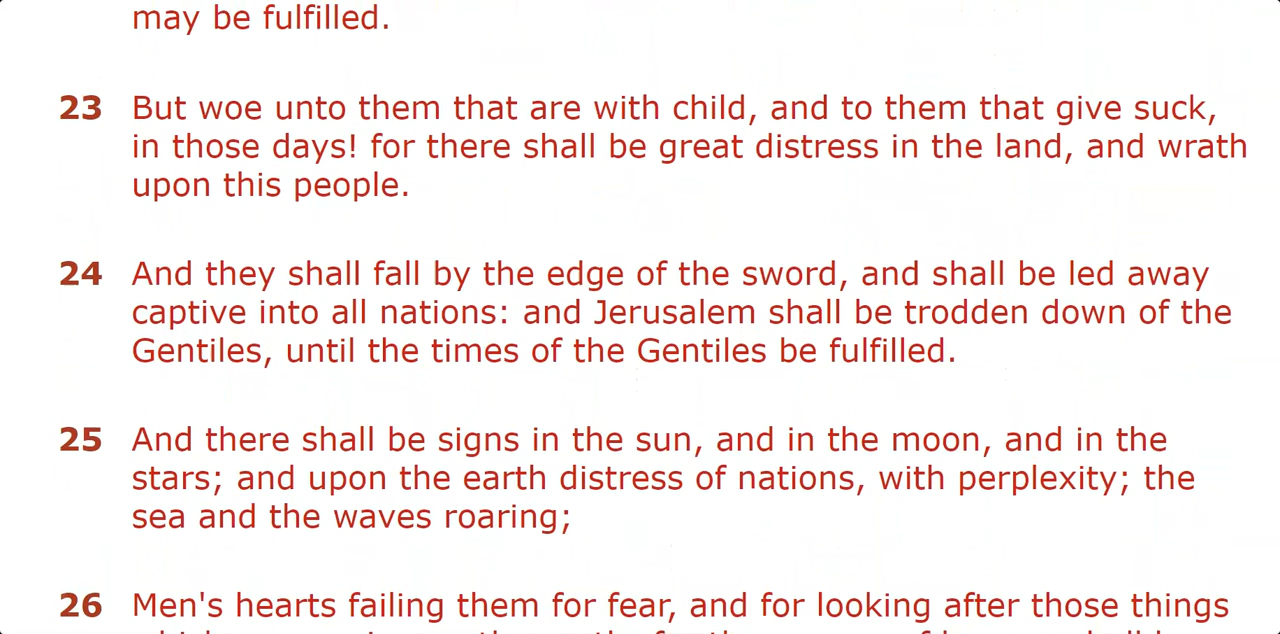 may be fulfilled.
23 But woe unto them that are with child, and to them that give suck,
in those days! for there shall be great distress in the land, and wrath
upon this people.
24 And they shall fall by the edge of the sword, and shall be led away
captive into all nations: and Jerusalem shall be trodden down of the
Gentiles, until the times of the Gentiles be fulfilled.
25 And there shall be signs in the sun, and in the moon, and in the
stars; and upon the earth distress of nations, with perplexity; the
sea and the waves roaring;
26 Men's hearts failing them for fear, and for looking after those things